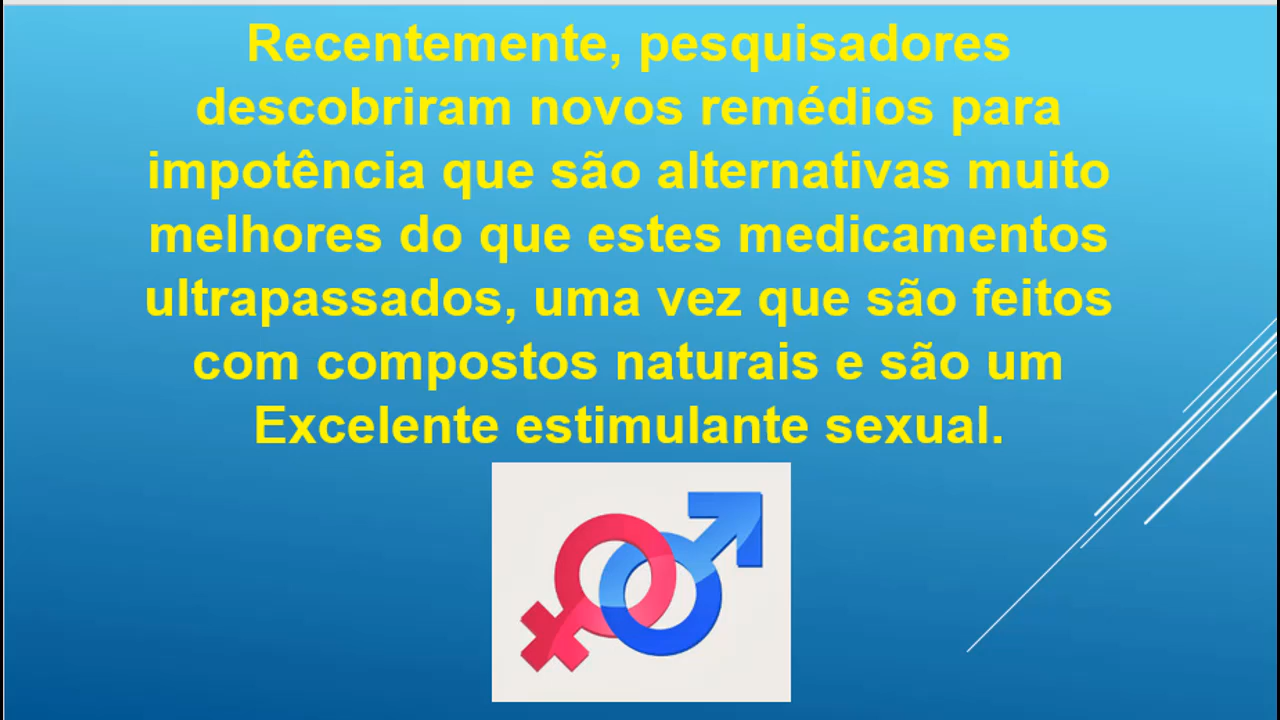 Recentemente, pesquisadores
descobriram novos remédios para
impotência que são alternativas muito
melhores do que estes medicamentos
ultrapassados, uma vez que são feitos
com compostos naturais e são um
Excelente estimulante sexual.